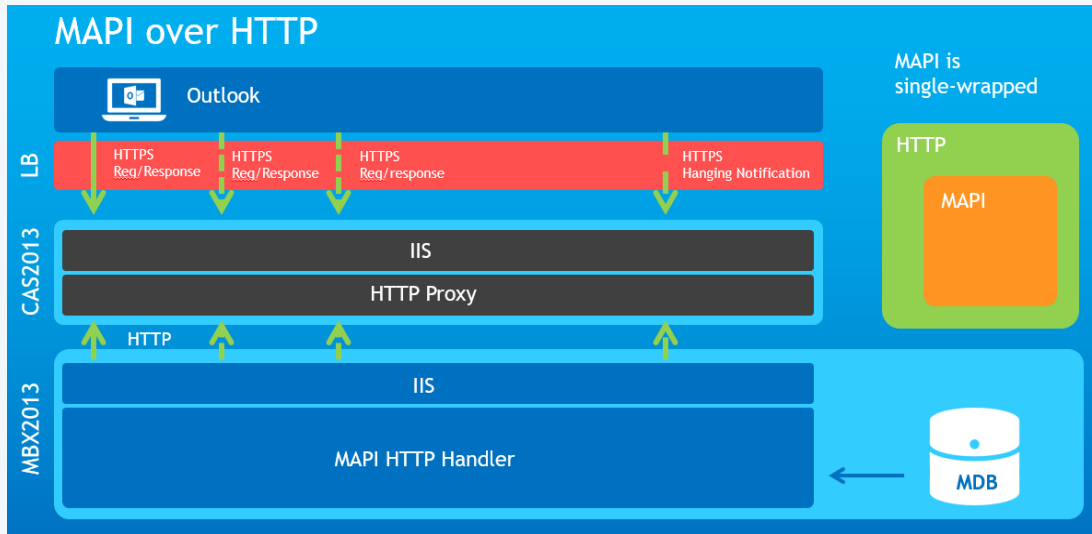 MAPI over HTTP
MAPI is
single-wrapped
Outlook
LB
HTTPS
Req/Response
HTTPS
Req/Response
HTTPS
Req/response
HTTPS
Hanging Notification
HTTP
MAPI
CAS2013
IIS
HTTP Proxy
HTTP
MBX2013
IIS
MAPI HTTP Handler
MDB